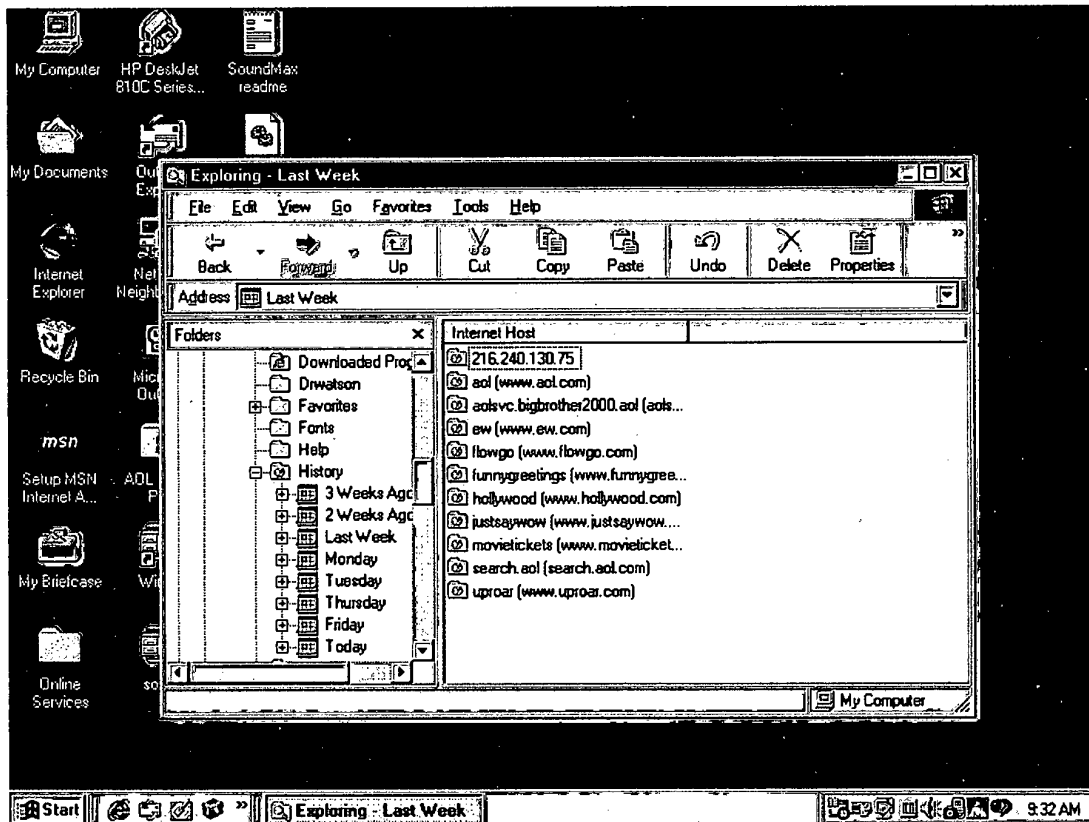 My Computer
HP DeskJet
810C Series...
SoundMax
readme
My Documents
Internet
Explorer
Recycle Bin
msn
Setup MSN
Internet A...
AOL
My Briefcase
Online
Services
Exploring - Last Week
File Edit View Go Favorites Tools Help
Back Forward Up Cut Copy Paste Undo Delete Properties »
Address Last Week
Folders
Downloaded Prog
Drwatson
Favorites
Fonts
Help
History
3 Weeks Ago
2 Weeks Ago
Last Week
Monday
Tuesday
Thursday
Friday
Today
Internet Host
216.240.130.75
aol (www.aol.com)
aolsvc.bigbrother2000.aol (aols...
ew (www.ew.com)
flowgo (www.flowgo.com)
funnygreetings (www.funnygree...
hollywood (www.hollywood.com)
justsaywow (www.justsaywow....
movietickets (www.movieticket...
search.aol (search.aol.com)
uproar (www.uproar.com)
My Computer
Start » Exploring - Last Week 9:32 AM